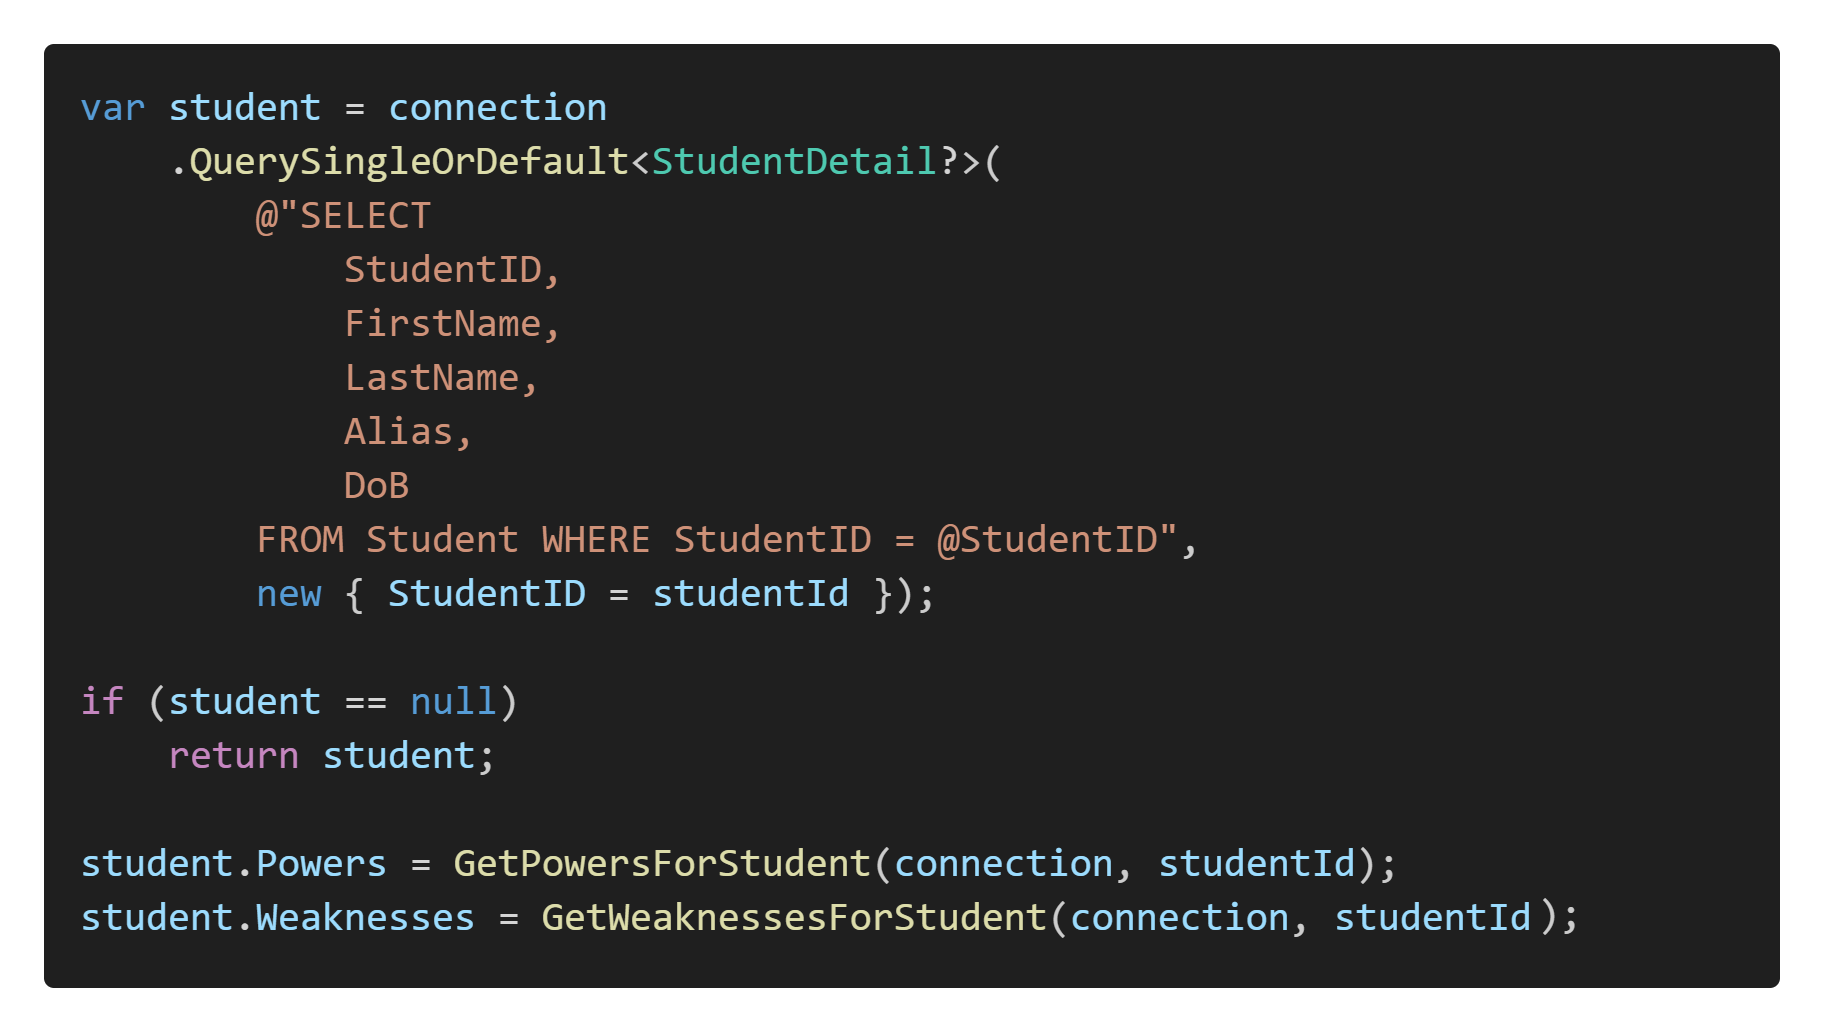 var student = connection
    .QuerySingleOrDefault<StudentDetail?>(
        @"SELECT
            StudentID,
            FirstName,
            LastName,
            Alias,
            DoB
        FROM Student WHERE StudentID = @StudentID",
        new { StudentID = studentId });

if (student == null)
    return student;

student.Powers = GetPowersForStudent(connection, studentId);
student.Weaknesses = GetWeaknessesForStudent(connection, studentId);